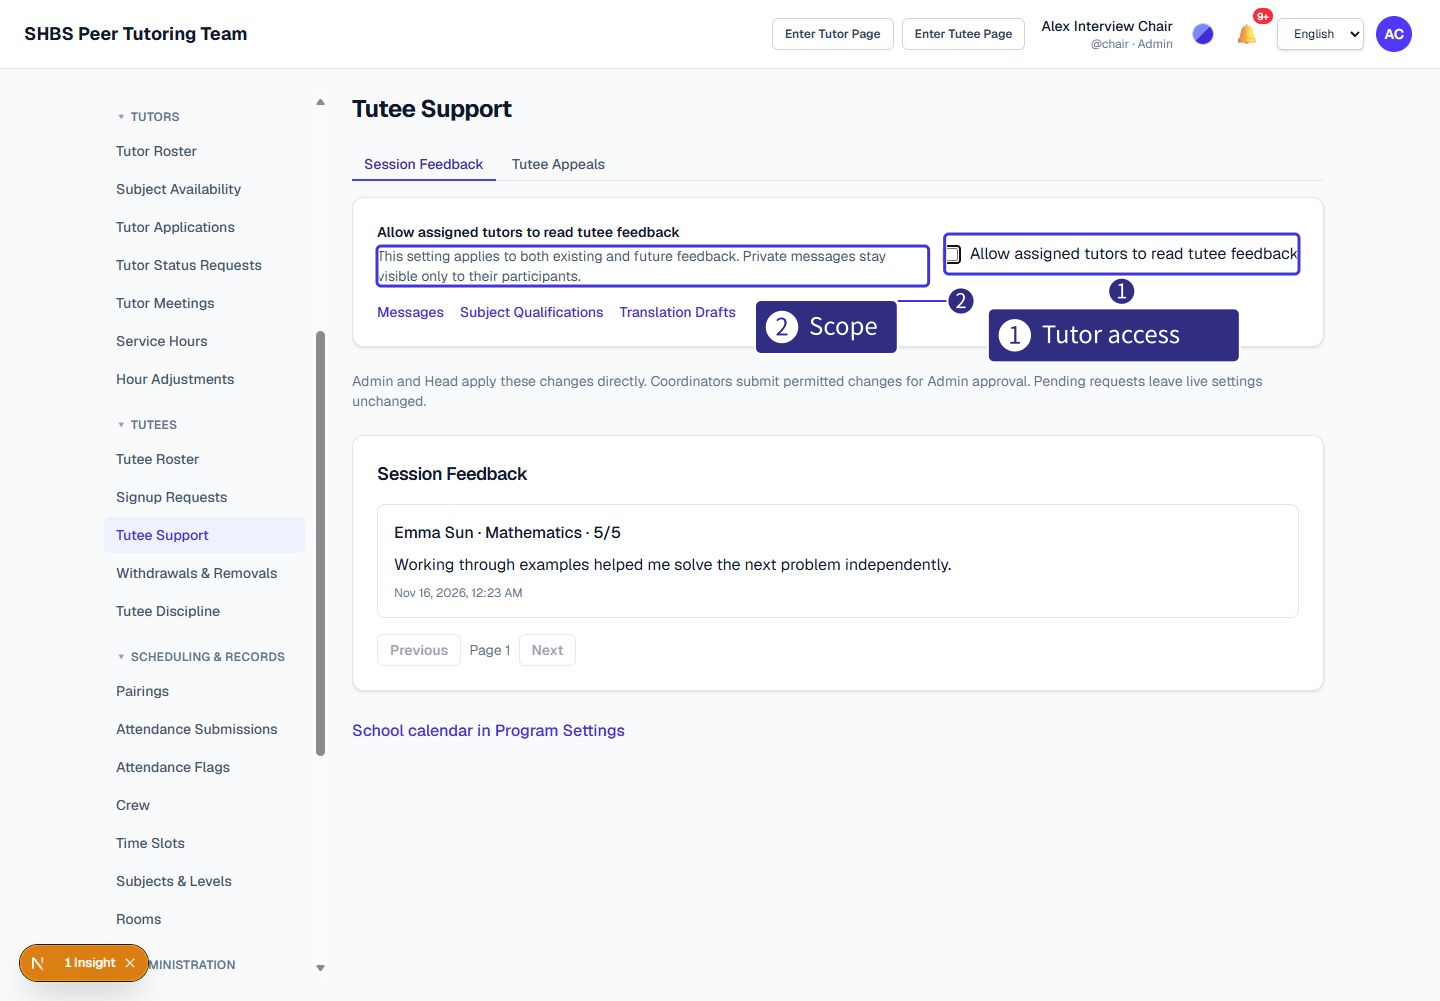 SHBS Peer Tutoring Team
Enter Tutor Page
Enter Tutee Page
Alex Interview Chair
@chair · Admin
9+
English
AC
TUTORS
Tutor Roster
Subject Availability
Tutor Applications
Tutor Status Requests
Tutor Meetings
Service Hours
Hour Adjustments
TUTEES
Tutee Roster
Signup Requests
Tutee Support
Withdrawals & Removals
Tutee Discipline
SCHEDULING & RECORDS
Pairings
Attendance Submissions
Attendance Flags
Crew
Time Slots
Subjects & Levels
Rooms
MINISTRATION
1 Insight
Tutee Support
Session Feedback
Tutee Appeals
Allow assigned tutors to read tutee feedback
This setting applies to both existing and future feedback. Private messages stay
visible only to their participants.
Allow assigned tutors to read tutee feedback
Messages
Subject Qualifications
Translation Drafts
2 Scope
2
1
1 Tutor access
Admin and Head apply these changes directly. Coordinators submit permitted changes for Admin approval. Pending requests leave live settings
unchanged.
Session Feedback
Emma Sun · Mathematics · 5/5
Working through examples helped me solve the next problem independently.
Nov 16, 2026, 12:23 AM
Previous
Page 1
Next
School calendar in Program Settings